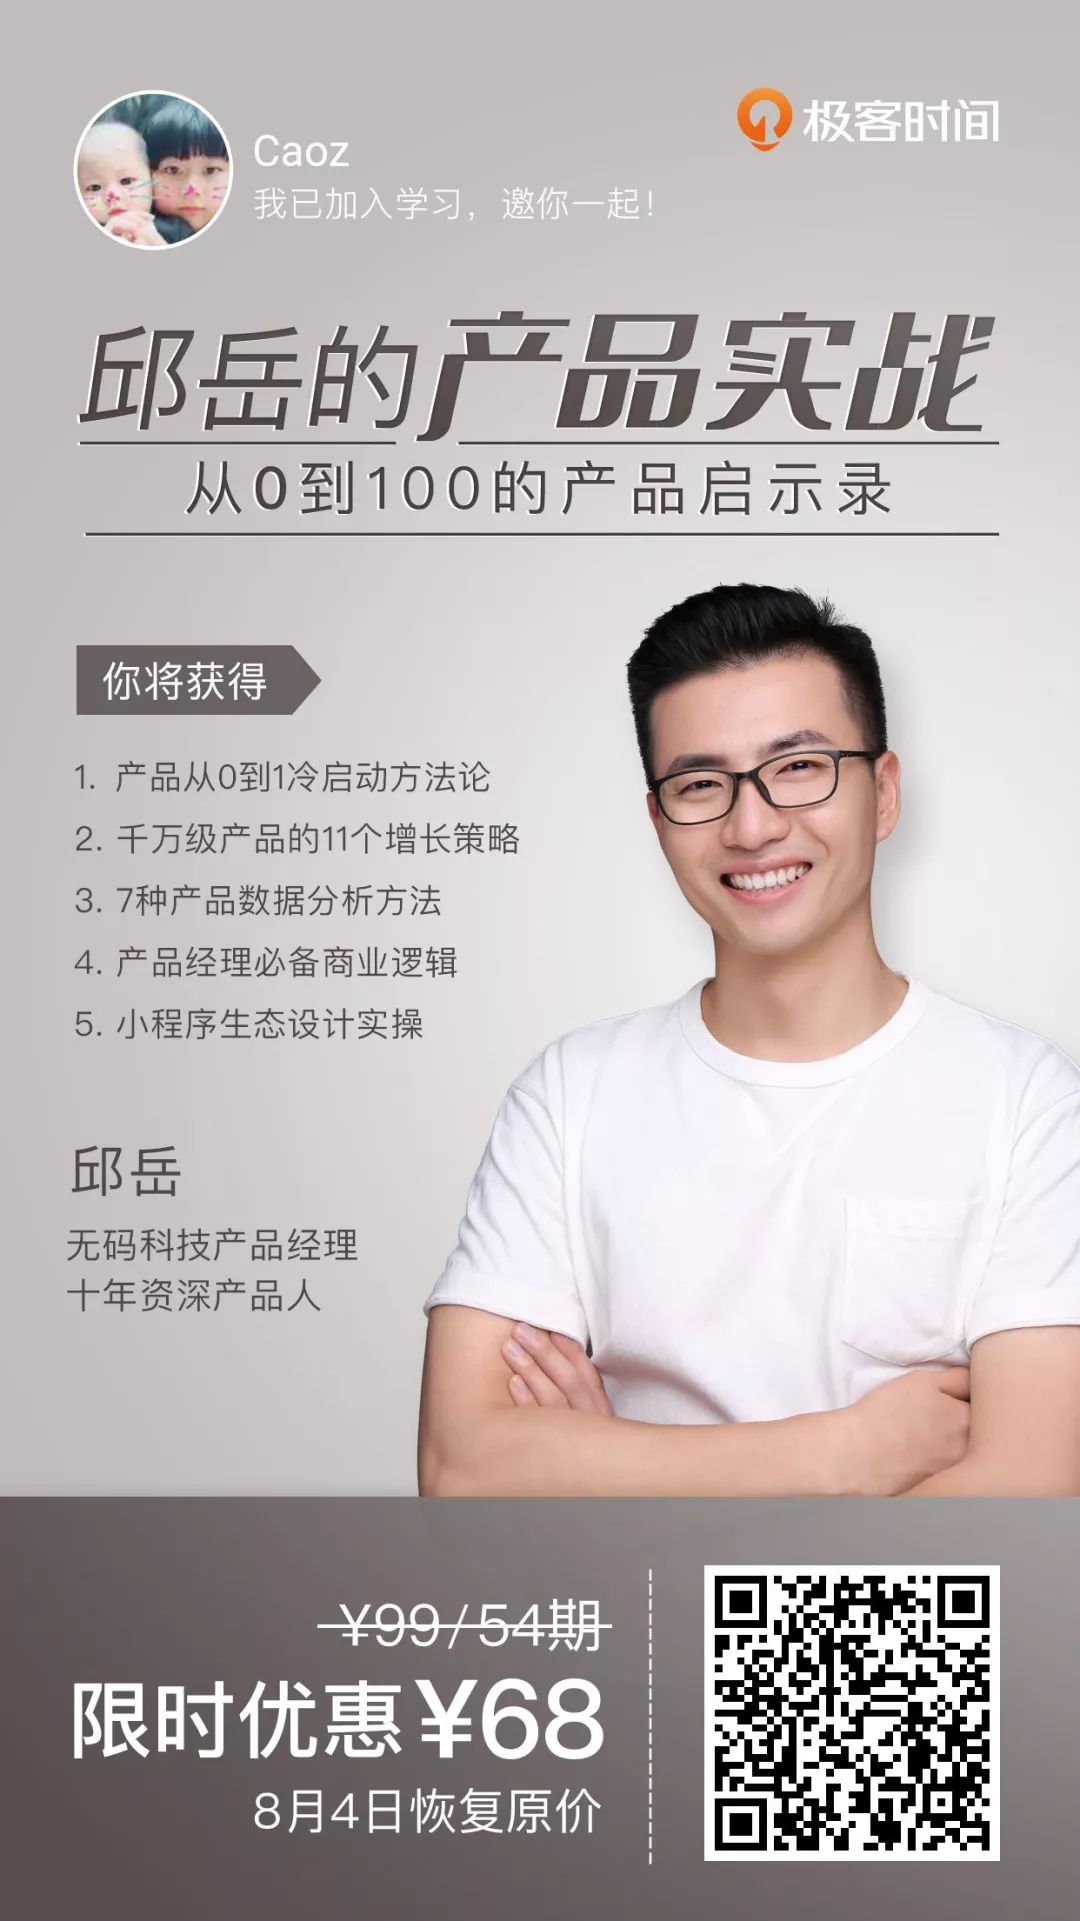 极客时间
Caoz
我已加入学习，邀你一起！
邱岳的产品实战
从0到100的产品启示录
你将获得
1. 产品从0到1冷启动方法论
2. 千万级产品的11个增长策略
3. 7种产品数据分析方法
4. 产品经理必备商业逻辑
5. 小程序生态设计实操
邱岳
无码科技产品经理
十年资深产品人
¥99/54期
限时优惠¥68
8月4日恢复原价